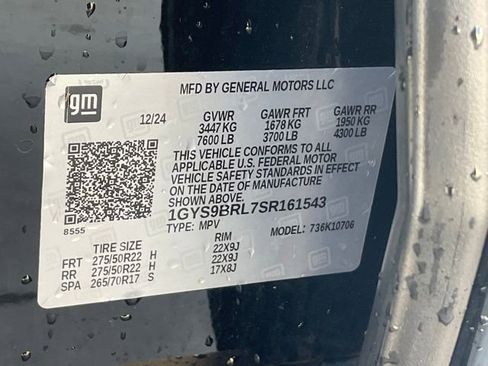 gm
MFD BY GENERAL MOTORS LLC
12/24 GVWR GAWR FRT GAWR RR
3447 KG 1678 KG 1950 KG
7600 LB 3700 LB 4300 LB
THIS VEHICLE CONFORMS TO ALL
APPLICABLE U.S. FEDERAL MOTOR
VEHICLE SAFETY STANDARDS IN EFFECT
ON THE DATE OF MANUFACTURE
SHOWN ABOVE.
1GYS9BRL7SR161543
8555 TYPE: MPV MODEL: 736K10706
TIRE SIZE RIM
FRT 275/50R22 H 22X9J
RR 275/50R22 H 22X9J
SPA 265/70R17 S 17X8J